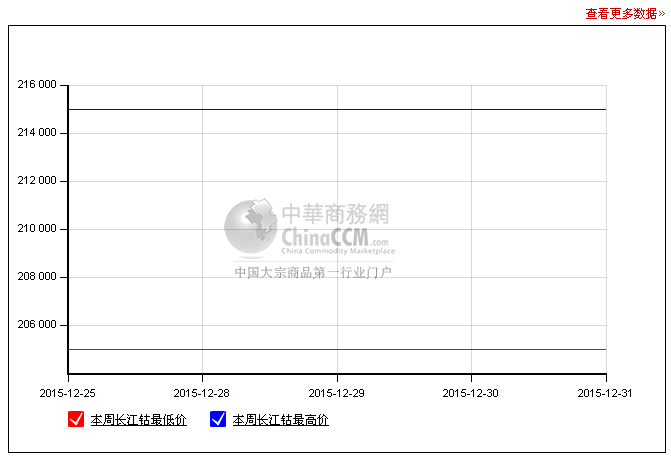 查看更多数据»
216 000
214 000
212 000
210 000
208 000
206 000
中華商務網
ChinaCCM.com
China Commodity Marketplace
中国大宗商品第一行业门户
2015-12-25 2015-12-28 2015-12-29 2015-12-30 2015-12-31
本周长江钴最低价 本周长江钴最高价